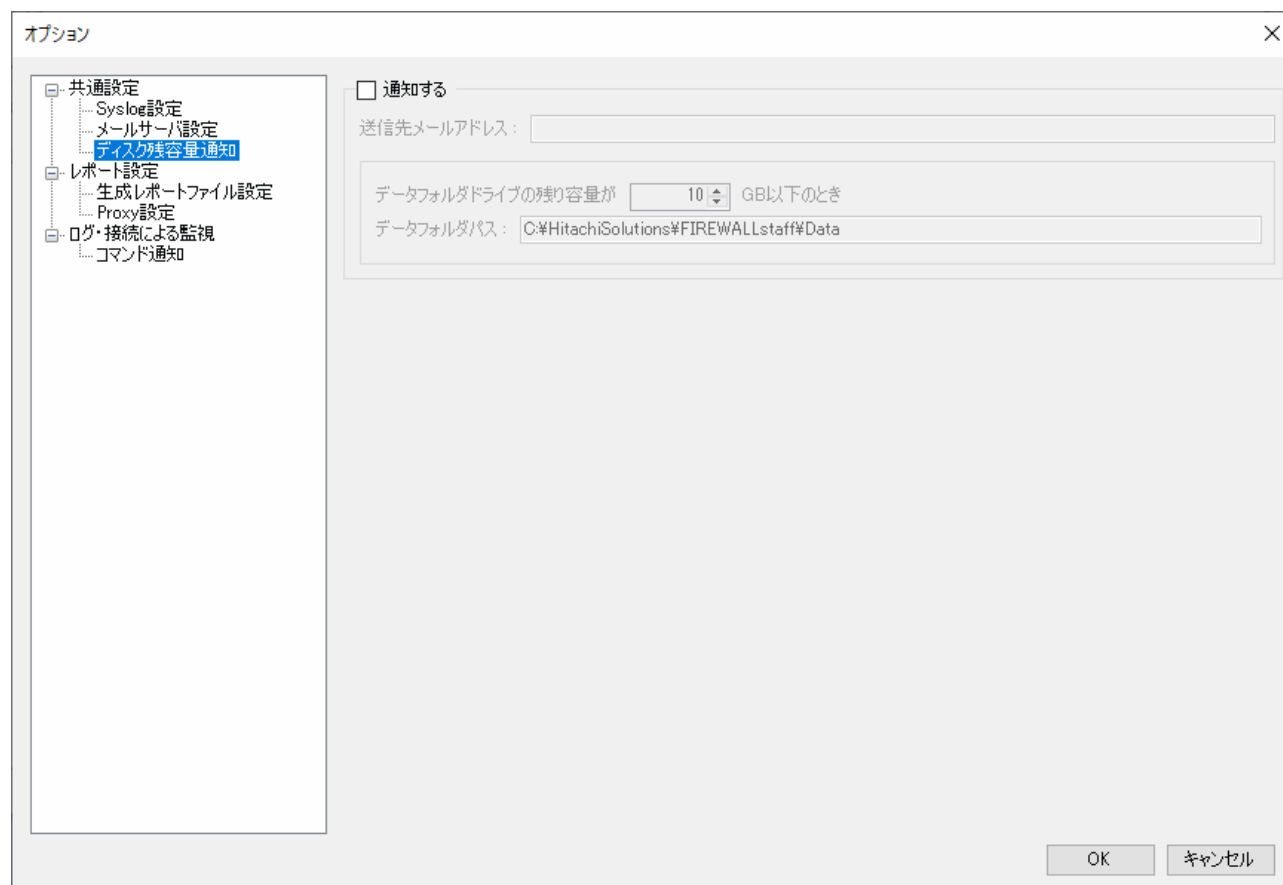 オプション
共通設定
Syslog設定
メールサーバ設定
ディスク残容量通知
レポート設定
生成レポートファイル設定
Proxy設定
ログ・接続による監視
コマンド通知
通知する
送信先メールアドレス：
データフォルダドライブの残り容量が 10 GB以下のとき
データフォルダパス： C:¥HitachiSolutions¥FIREWALLstaff¥Data
OK キャンセル